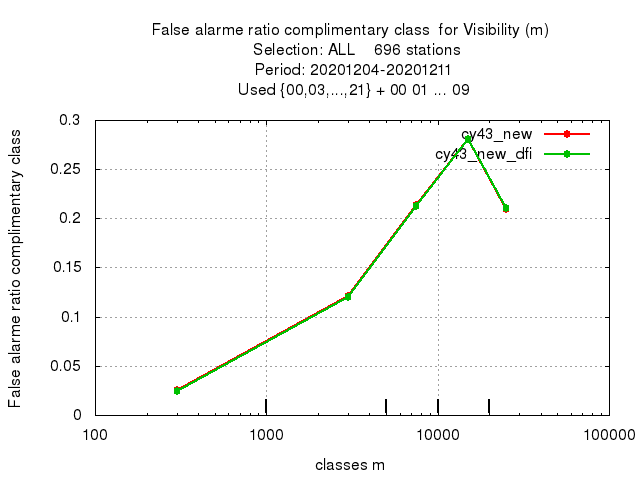 False alarme ratio complimentary class for Visibility (m)
Selection: ALL 696 stations
Period: 20201204-20201211
Used {00,03,...,21} + 00 01 ... 09
cy43_new
cy43_new_dfi
0.3
0.25
0.2
0.15
0.1
0.05
0
False alarme ratio complimentary class
100 1000 10000 100000
classes m